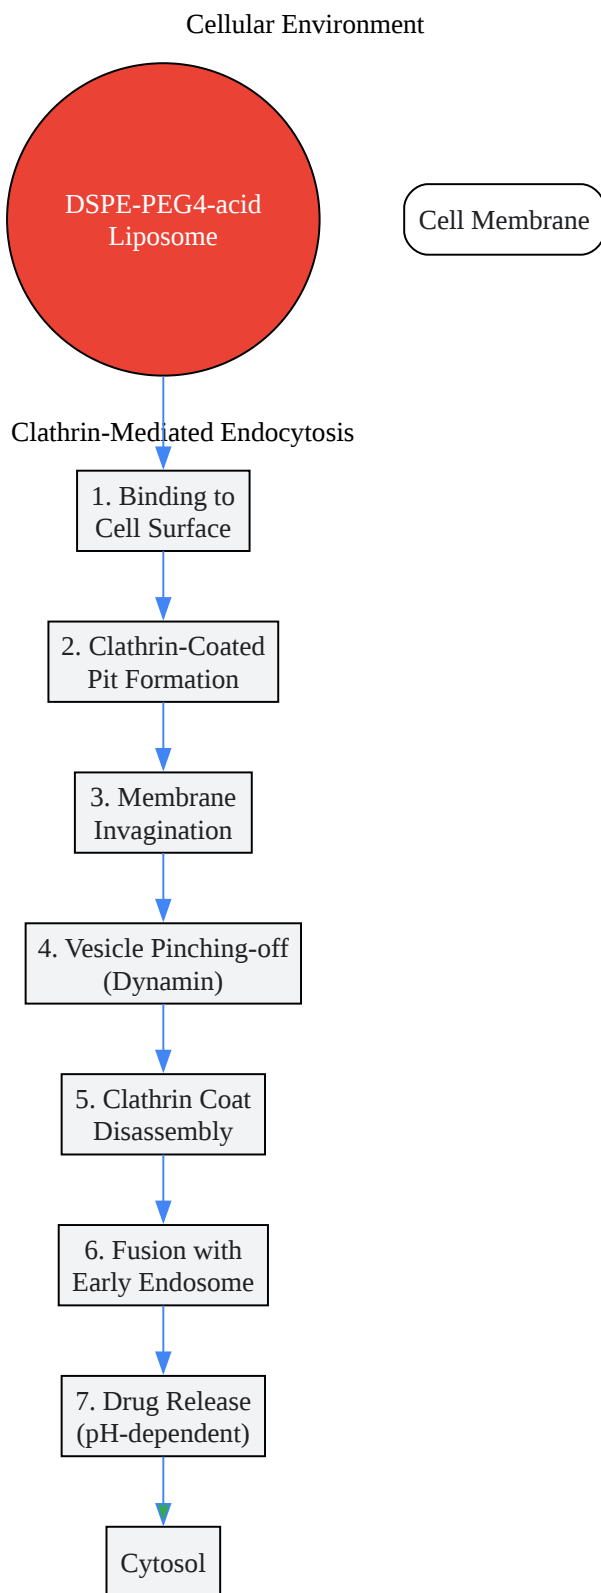 Cellular Environment
DSPE-PEG4-acid
Liposome
Cell Membrane
Clathrin-Mediated Endocytosis
1. Binding to
Cell Surface
2. Clathrin-Coated
Pit Formation
3. Membrane
Invagination
4. Vesicle Pinching-off
(Dynamin)
5. Clathrin Coat
Disassembly
6. Fusion with
Early Endosome
7. Drug Release
(pH-dependent)
Cytosol